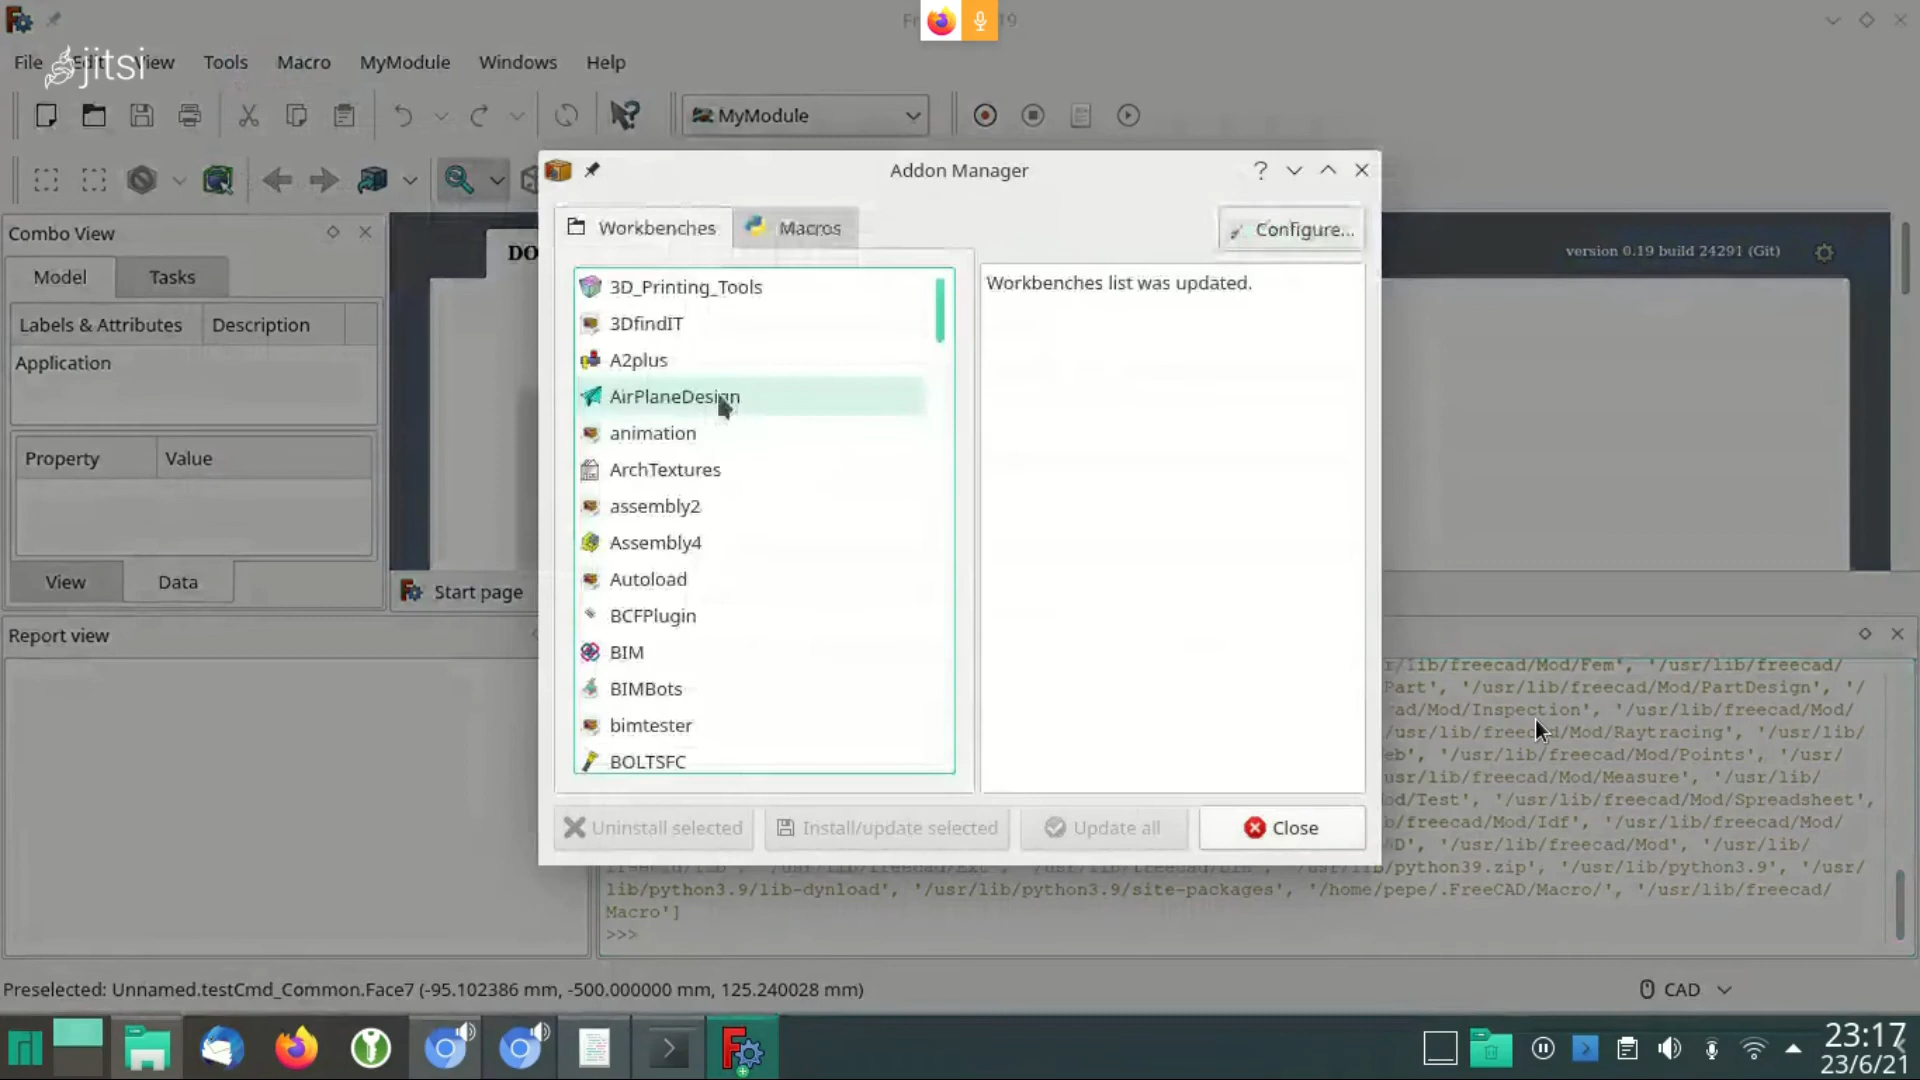 19
File
View
Tools
Macro
MyModule
Windows
Help
jitsi
MyModule
Addon Manager
Workbenches
Macros
Configure...
Combo View
Model
Tasks
Labels & Attributes
Description
Application
Property
Value
View
Data
Start page
DO
version 0.19 build 24291 (Git)
3D_Printing_Tools
3DfindIT
A2plus
AirPlaneDesign
animation
ArchTextures
assembly2
Assembly4
Autoload
BCFPlugin
BIM
BIMBots
bimtester
BOLTSFC
Workbenches list was updated.
Uninstall selected
Install/update selected
Update all
Close
Report view
/lib/freecad/Mod/Fem', '/usr/lib/freecad/
Part', '/usr/lib/freecad/Mod/PartDesign', '/
ad/Mod/Inspection', '/usr/lib/freecad/Mod/
/usr/lib/freecad/Mod/Raytracing', '/usr/lib/
eb', '/usr/lib/freecad/Mod/Points', '/usr/
usr/lib/freecad/Mod/Measure', '/usr/lib/
d/Mod/Test', '/usr/lib/freecad/Mod/Spreadsheet',
b/freecad/Mod/Idf', '/usr/lib/freecad/Mod/
D', '/usr/lib/freecad/Mod', '/usr/lib/
/usr/lib/python39.zip', '/usr/lib/python3.9', '/usr/
lib/python3.9/lib-dynload', '/usr/lib/python3.9/site-packages', '/home/pepe/.FreeCAD/Macro/', '/usr/lib/freecad/
Macro']
>>>
Preselected: Unnamed.testCmd_Common.Face7 (-95.102386 mm, -500.000000 mm, 125.240028 mm)
CAD
23:17
23/6/21